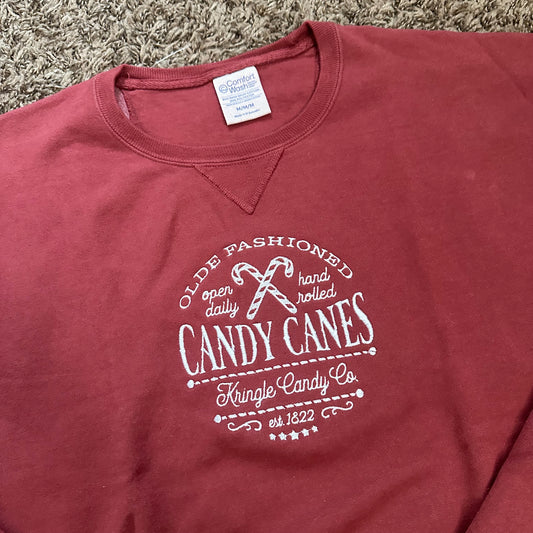 Comfort
Wash
M/M/M
OLDE FASHIONED
open daily
hand rolled
CANDY CANES
Kringle Candy Co.
est. 1822